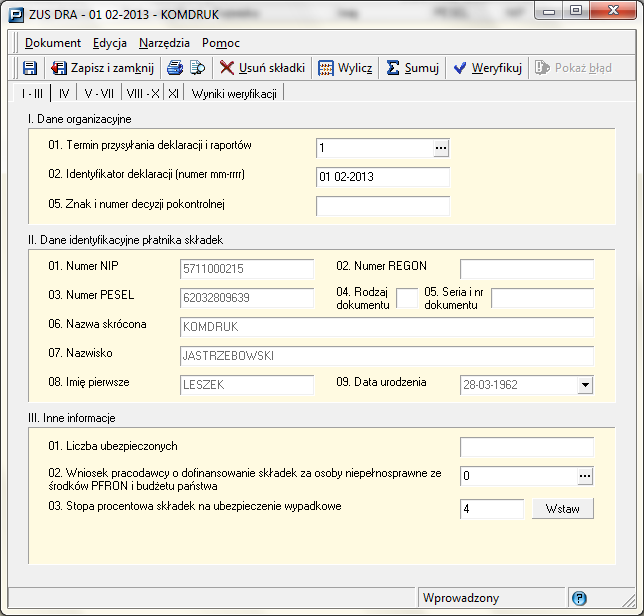 ZUS DRA - 01 02-2013 - KOMDRUK
Dokument Edycja Narzędzia Pomoc
Zapisz i zamknij Usuń składki Wylicz Sumuj Weryfikuj Pokaż błąd
I - III IV V - VII VIII - X XI Wyniki weryfikacji
I. Dane organizacyjne
01. Termin przysyłania deklaracji i raportów 1 ...
02. Identyfikator deklaracji (numer mm-rrrr) 01 02-2013
05. Znak i numer decyzji pokontrolnej
II. Dane identyfikacyjne płatnika składek
01. Numer NIP 5711000215 02. Numer REGON
03. Numer PESEL 62032809639 04. Rodzaj dokumentu 05. Seria i nr dokumentu
06. Nazwa skrócona KOMDRUK
07. Nazwisko JASTRZEBOWSKI
08. Imię pierwsze LESZEK 09. Data urodzenia 28-03-1962
III. Inne informacje
01. Liczba ubezpieczonych
02. Wniosek pracodawcy o dofinansowanie składek za osoby niepełnosprawne ze
środków PFRON i budżetu państwa 0 ...
03. Stopa procentowa składek na ubezpieczenie wypadkowe 4 Wstaw
Wprowadzony ?